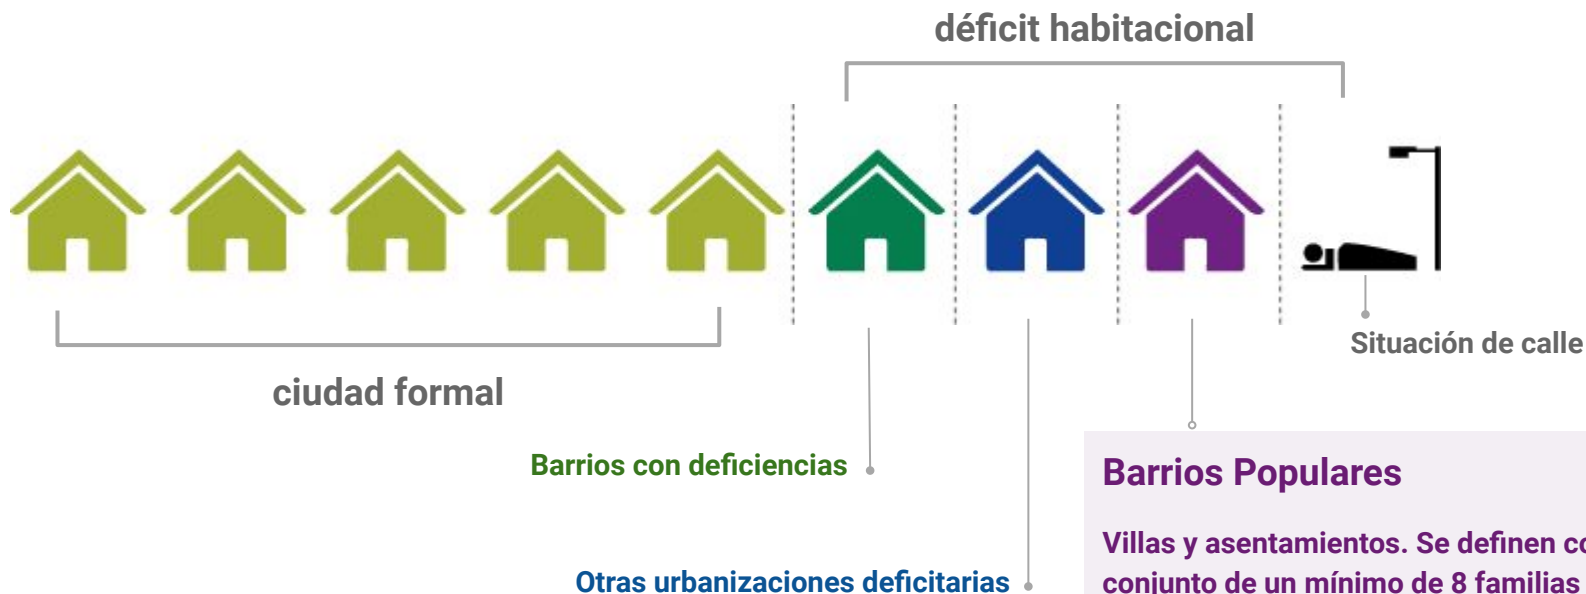 déficit habitacional
Situación de calle
ciudad formal
Barrios con deficiencias
Barrios Populares
Villas y asentamientos. Se definen co
conjunto de un mínimo de 8 familias
Otras urbanizaciones deficitarias